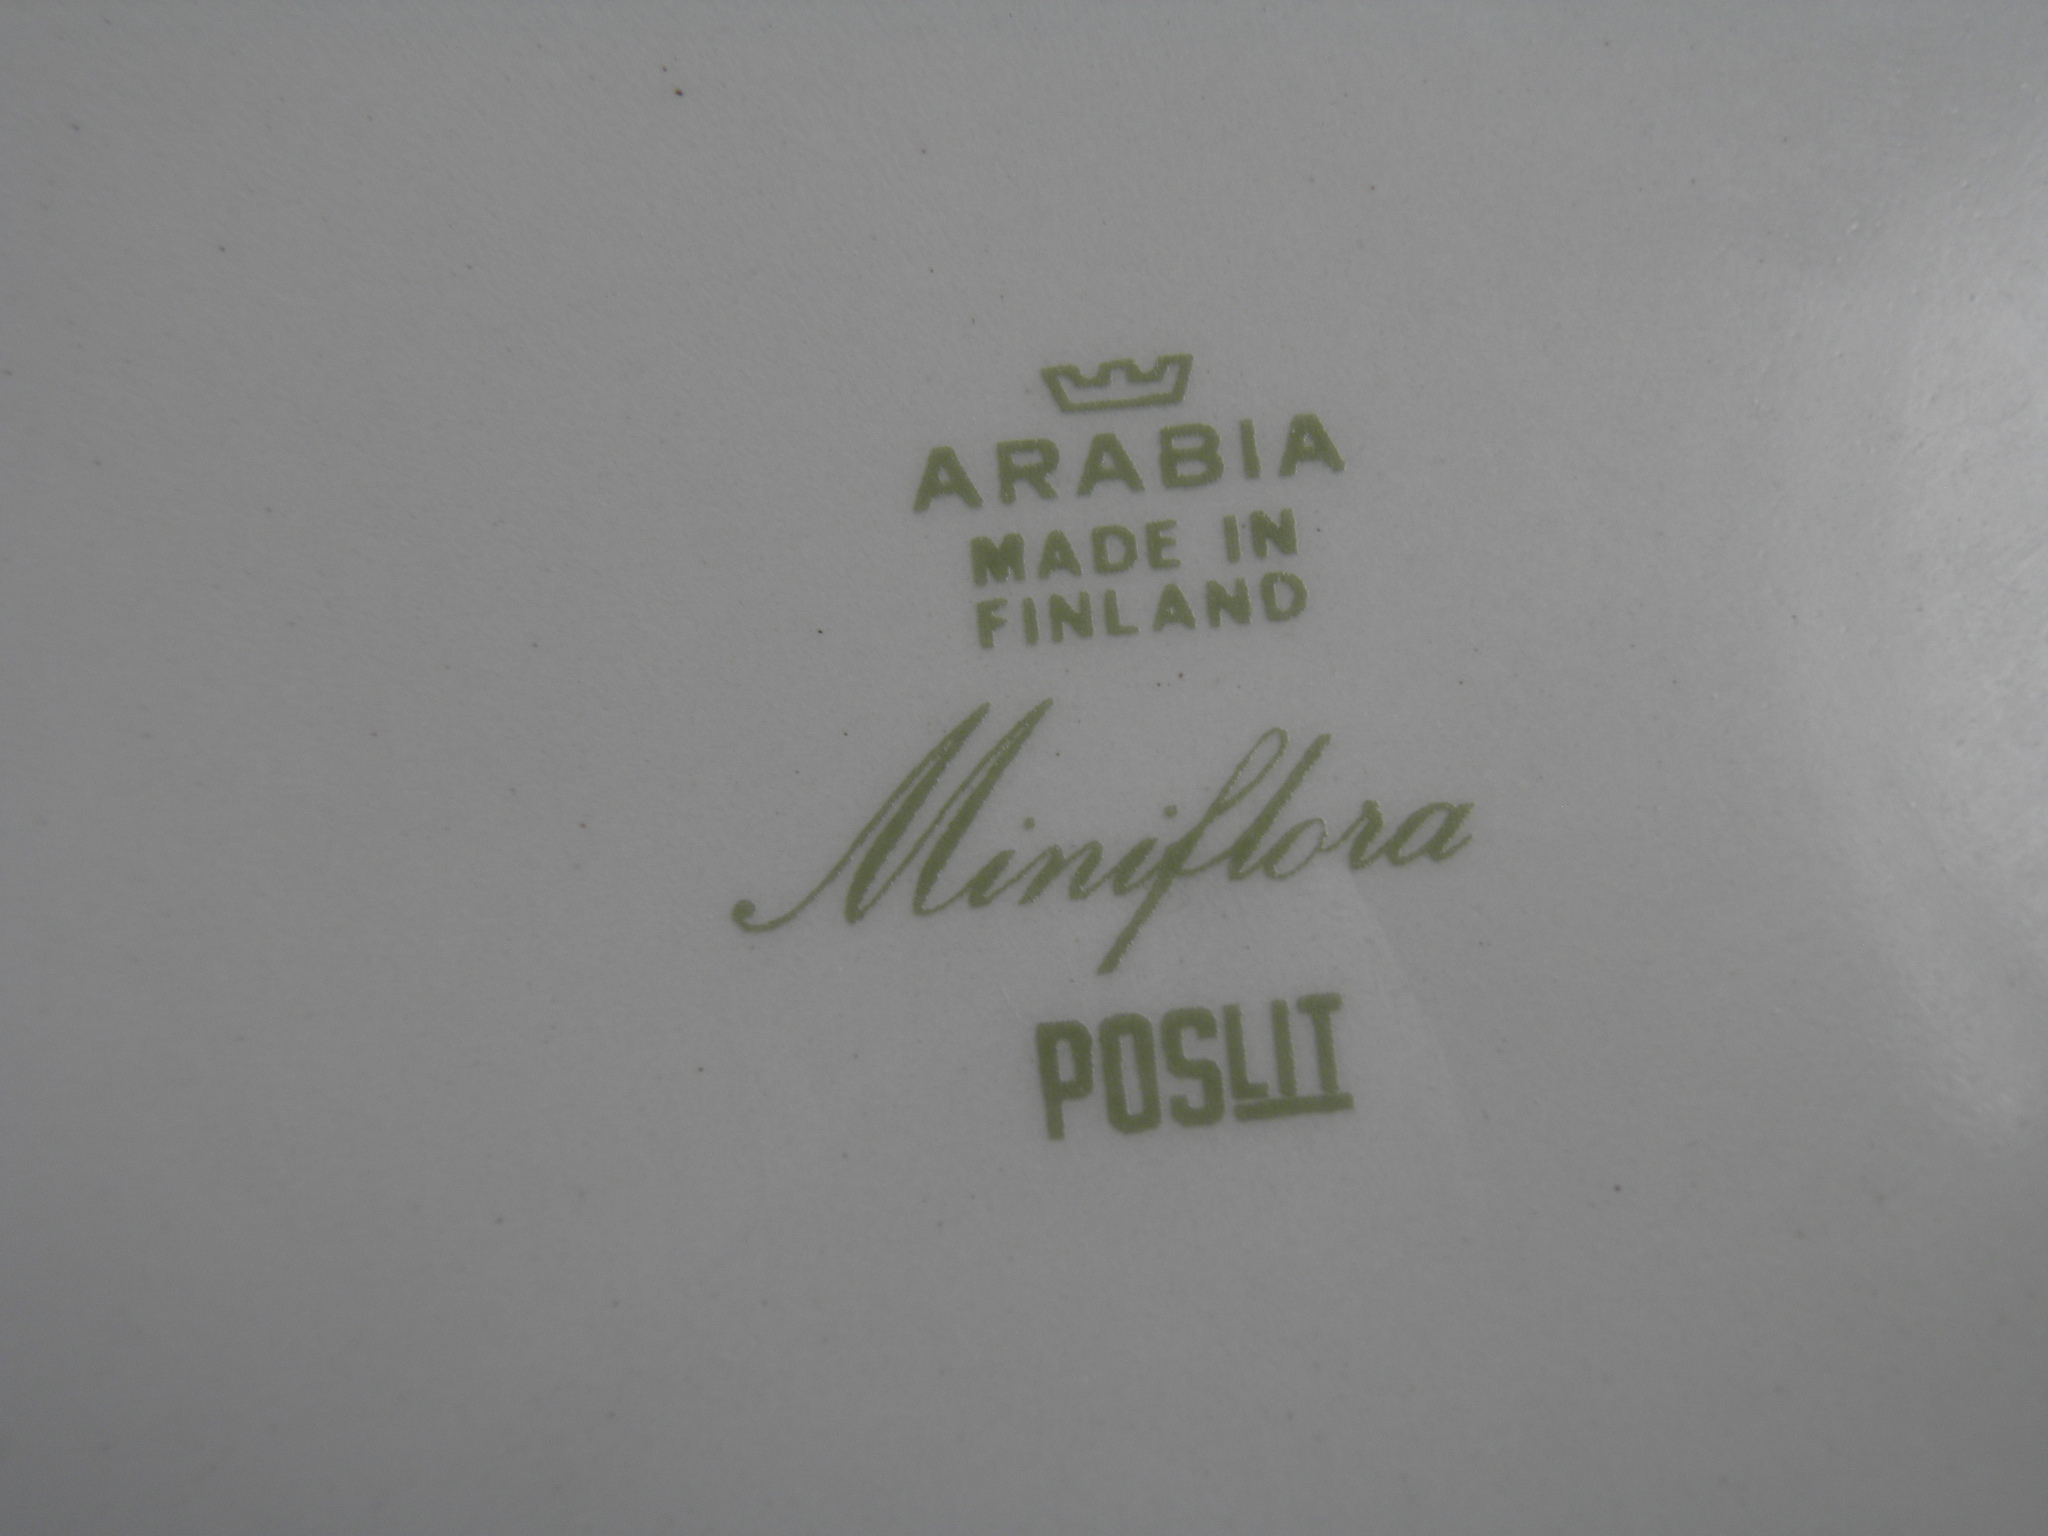 ARABIA
MADE IN
FINLAND
Miniflora
POSLIT